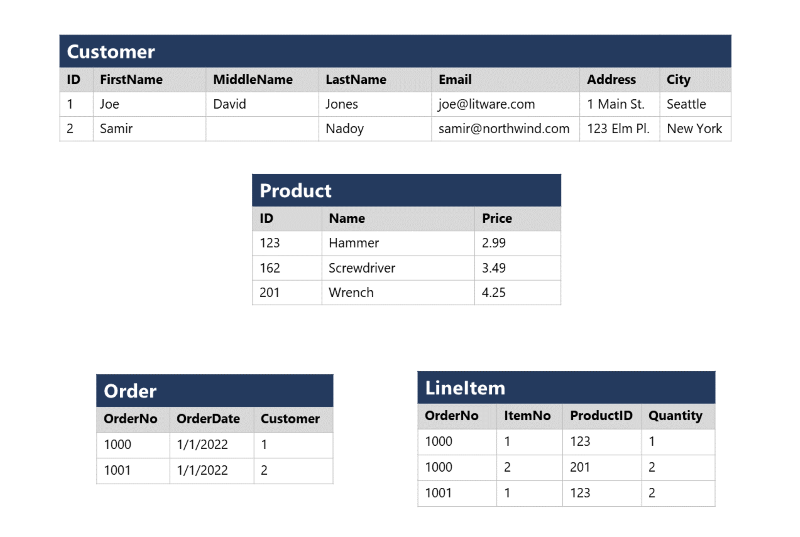 Customer
ID FirstName MiddleName LastName Email Address City
1 Joe David Jones joe@litware.com 1 Main St. Seattle
2 Samir Nadoy samir@northwind.com 123 Elm Pl. New York
Product
ID Name Price
123 Hammer 2.99
162 Screwdriver 3.49
201 Wrench 4.25
Order
OrderNo OrderDate Customer
1000 1/1/2022 1
1001 1/1/2022 2
LineItem
OrderNo ItemNo ProductID Quantity
1000 1 123 1
1000 2 201 2
1001 1 123 2